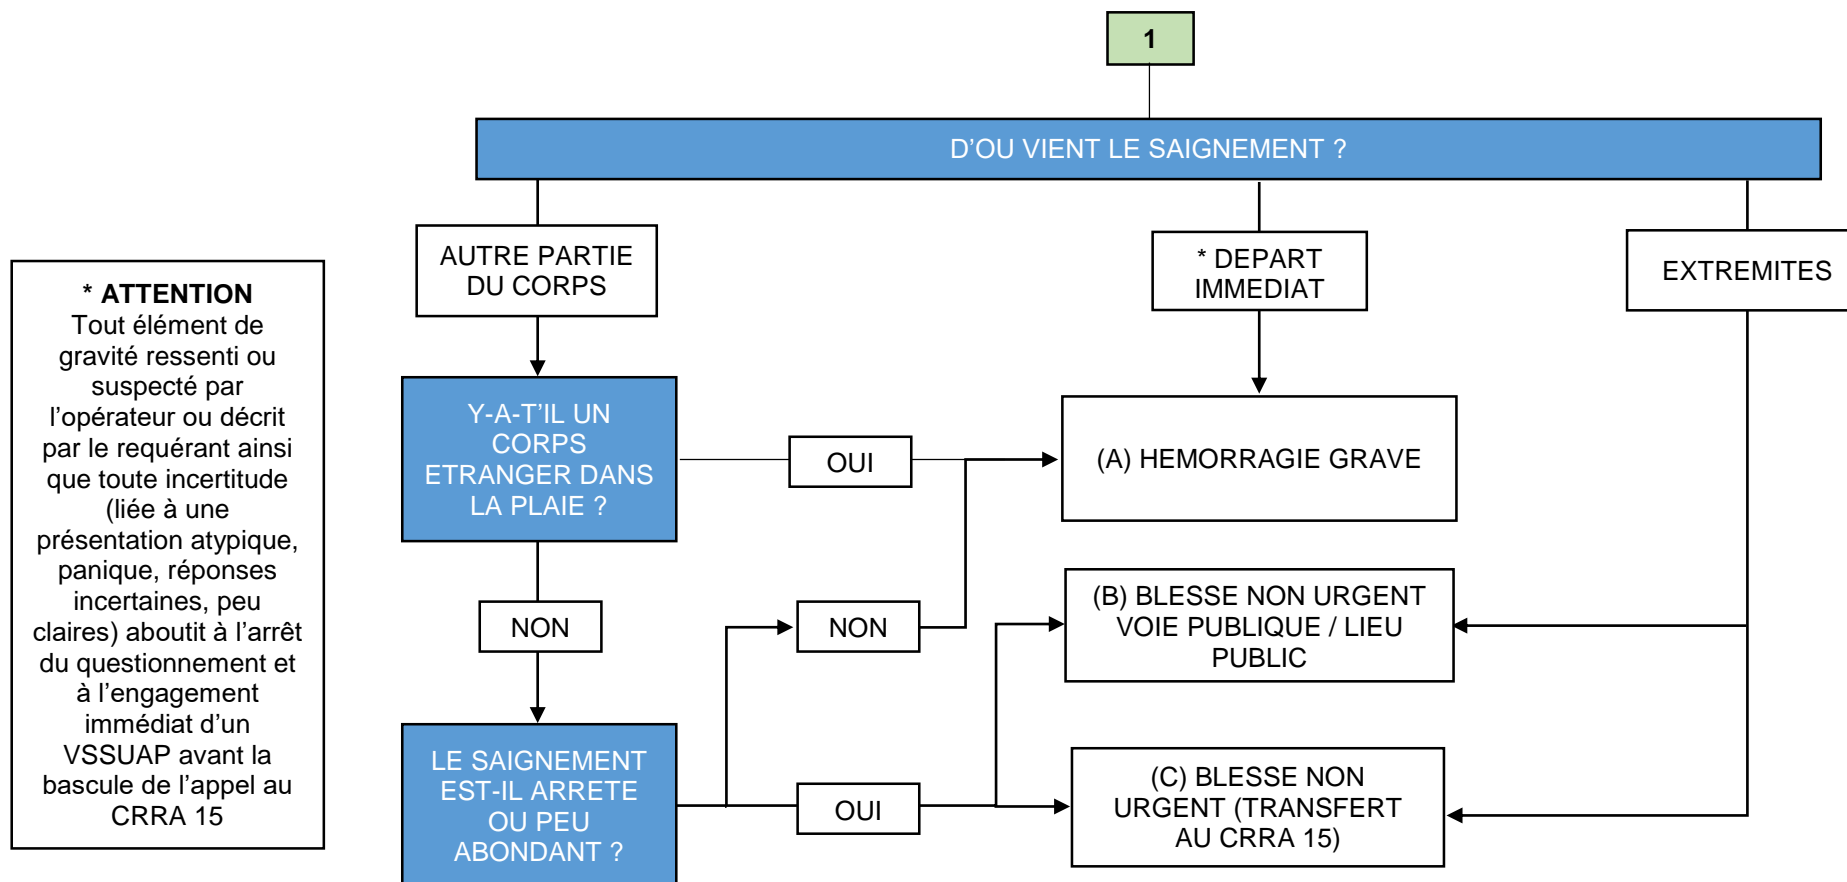 1
D'OU VIENT LE SAIGNEMENT ?
AUTRE PARTIE
DU CORPS
* DEPART
IMMEDIAT
EXTREMITES
* ATTENTION
Tout élément de
gravité ressenti ou
suspecté par
l'opérateur ou décrit
par le requérant ainsi
que toute incertitude
(liée à une
présentation atypique,
panique, réponses
incertaines, peu
claires) aboutit à l'arrêt
du questionnement et
à l'engagement
immédiat d'un
VSSUAP avant la
bascule de l'appel au
CRRA 15
Y-A-T'IL UN
CORPS
ETRANGER DANS
LA PLAIE ?
OUI
(A) HEMORRAGIE GRAVE
NON
NON
(B) BLESSE NON URGENT
VOIE PUBLIQUE / LIEU
PUBLIC
LE SAIGNEMENT
EST-IL ARRETE
OU PEU
ABONDANT ?
OUI
(C) BLESSE NON
URGENT (TRANSFERT
AU CRRA 15)